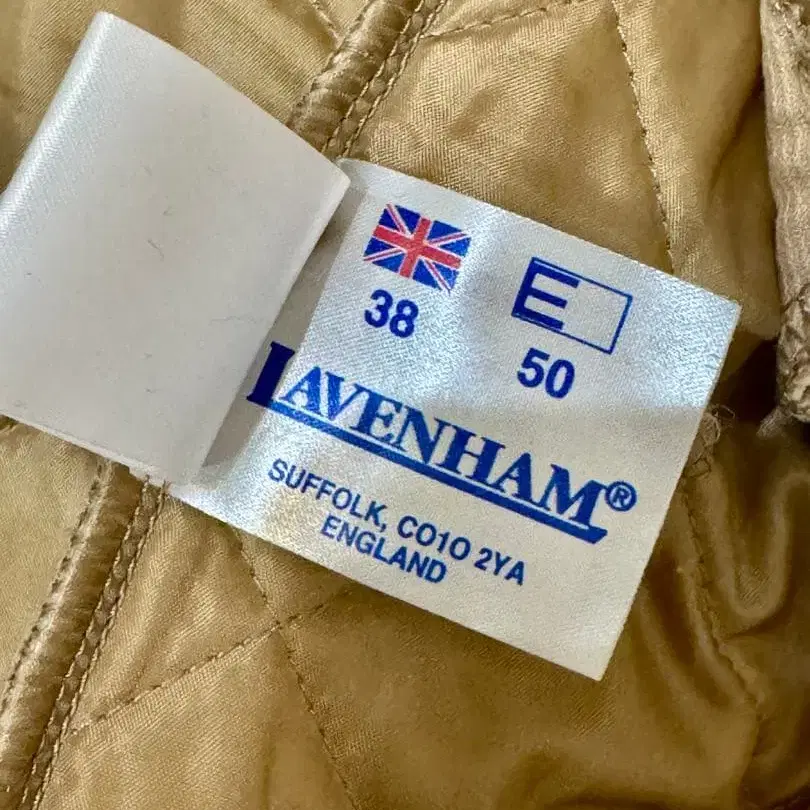 38
E
50
LAVENHAM®
SUFFOLK, CO10 2YA
ENGLAND